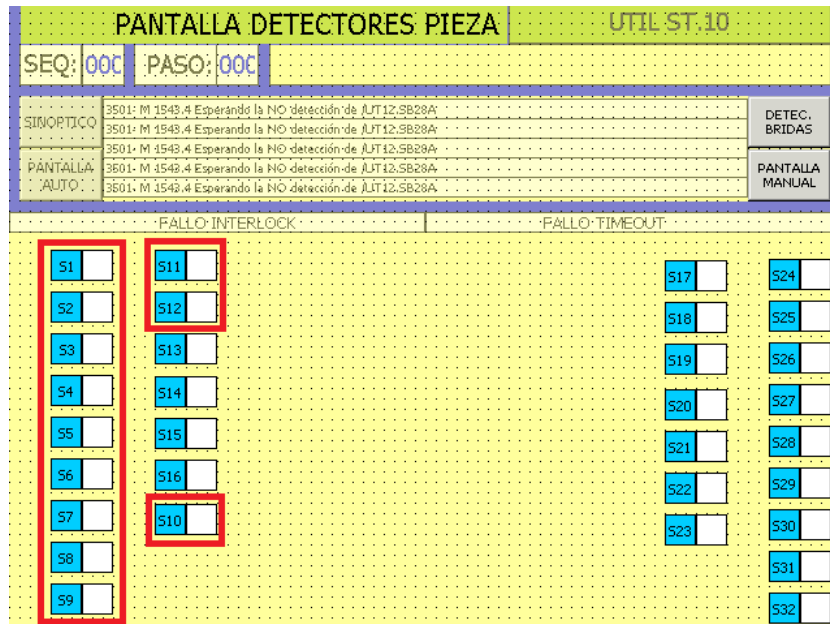 PANTALLA DETECTORES PIEZA
UTIL ST.10
SEQ: 00C PASO: 00C
SINOPTICO
3501- M 1543.4 Esperando la NO detección de /UT12.SB28A
3501- M 1543.4 Esperando la NO detección de /UT12.SB28A
3501- M 1543.4 Esperando la NO detección de /UT12.SB28A
3501- M 1543.4 Esperando la NO detección de /UT12.SB28A
3501- M 1543.4 Esperando la NO detección de /UT12.SB28A
DETEC.
BRIDAS
PANTALLA
AUTO
PANTALLA
MANUAL
FALLO INTERLOCK
FALLO TIMEOUT
S1
S2
S3
S4
S5
S6
S7
S8
S9
S11
S12
S13
S14
S15
S16
S10
S17
S18
S19
S20
S21
S22
S23
S24
S25
S26
S27
S28
S29
S30
S31
S32